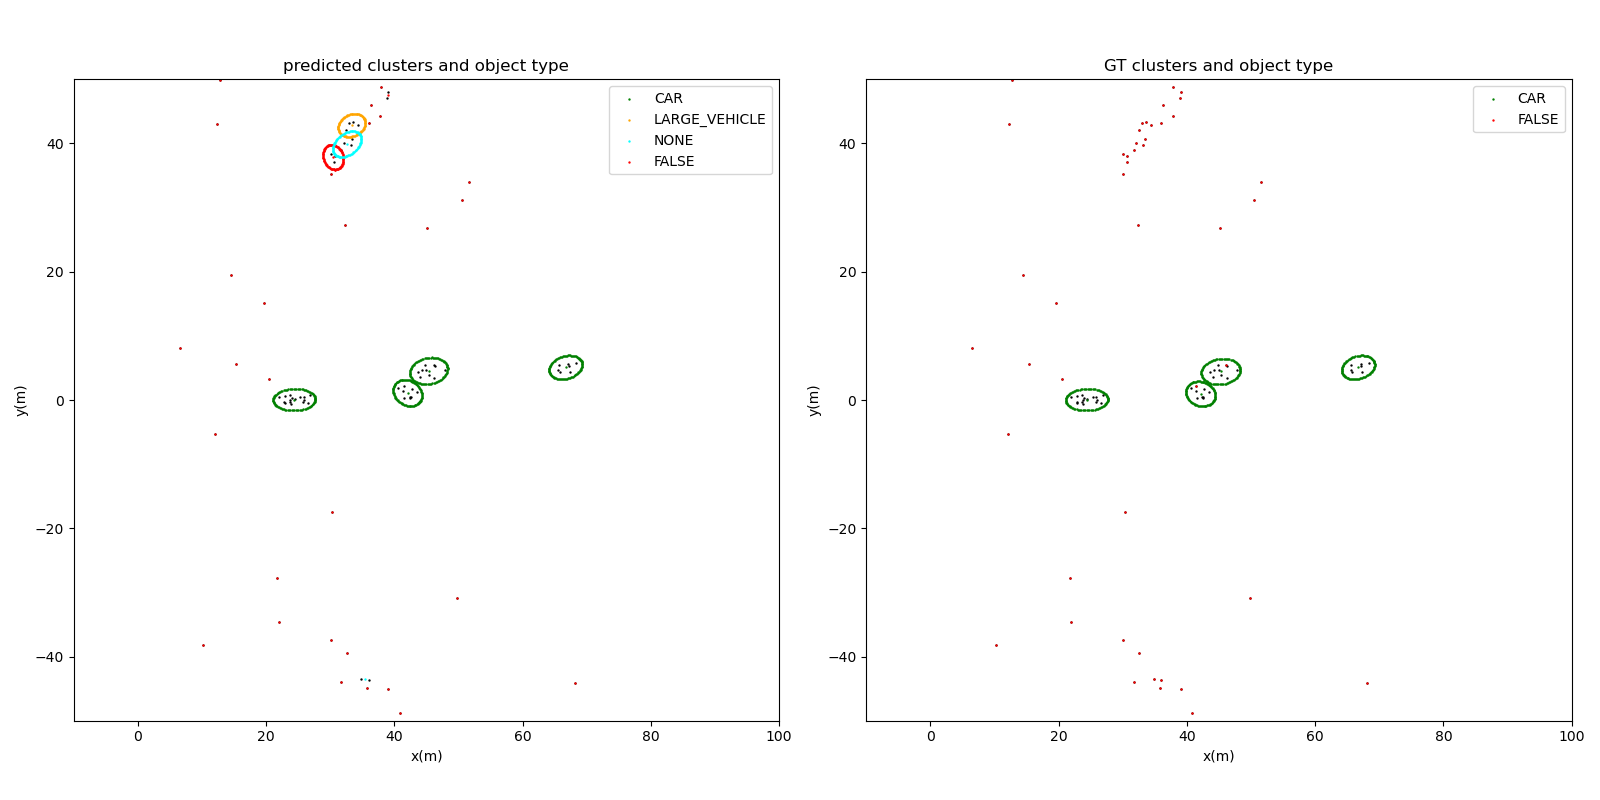 predicted clusters and object type
CAR
LARGE_VEHICLE
NONE
FALSE
40
20
0
−20
−40
y(m)
0
20
40
60
80
100
x(m)
GT clusters and object type
CAR
FALSE
40
20
0
−20
−40
y(m)
0
20
40
60
80
100
x(m)